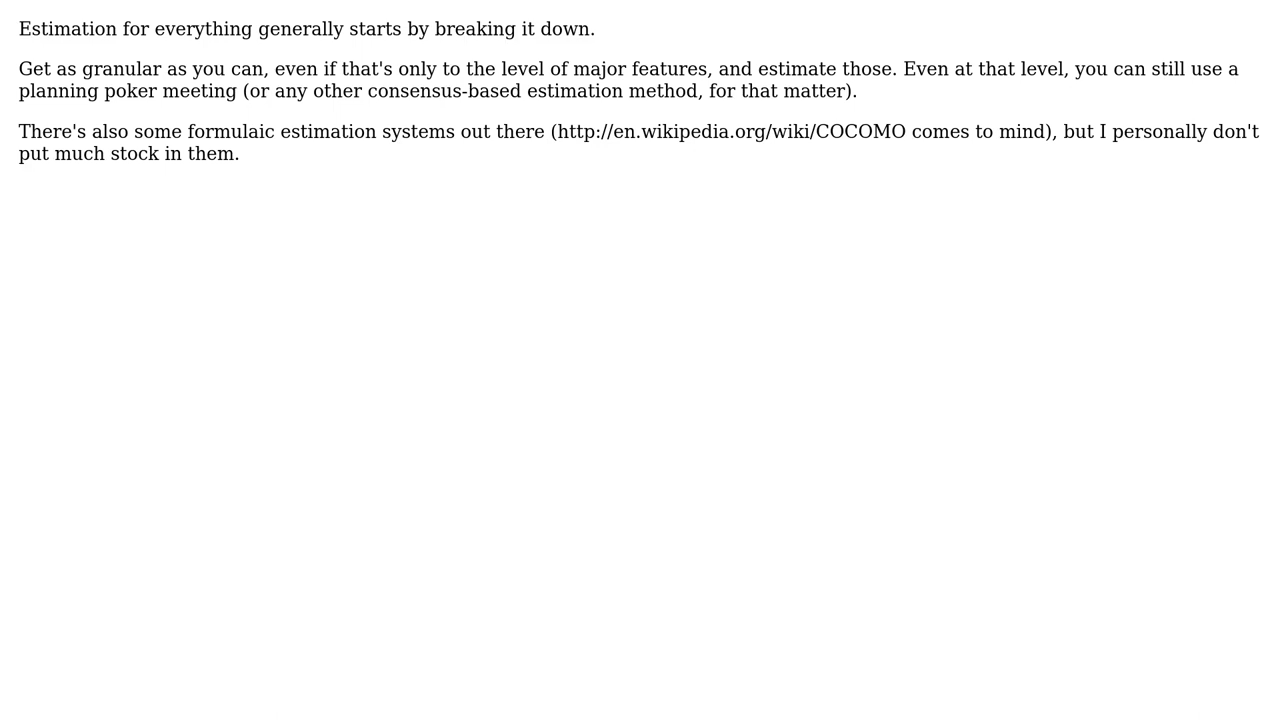 Estimation for everything generally starts by breaking it down.
Get as granular as you can, even if that's only to the level of major features, and estimate those. Even at that level, you can still use a
planning poker meeting (or any other consensus-based estimation method, for that matter).
There's also some formulaic estimation systems out there (http://en.wikipedia.org/wiki/COCOMO comes to mind), but I personally don't
put much stock in them.